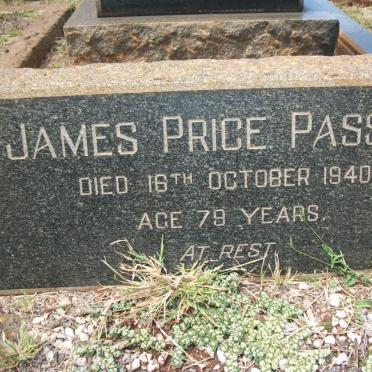 JAMES PRICE PASS
DIED 16TH OCTOBER 1940
AGE 79 YEARS.
AT REST